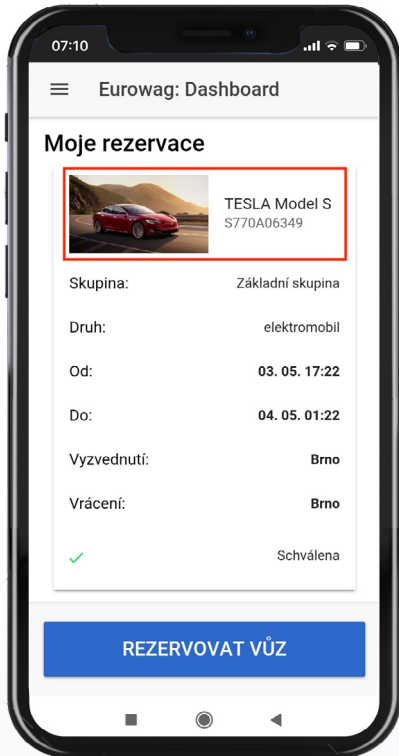 07:10
Eurowag: Dashboard
Moje rezervace
TESLA Model S
S770A06349
Skupina: Základní skupina
Druh: elektromobil
Od: 03. 05. 17:22
Do: 04. 05. 01:22
Vyzvednutí: Brno
Vrácení: Brno
Schválena
REZERVOVAT VŮZ